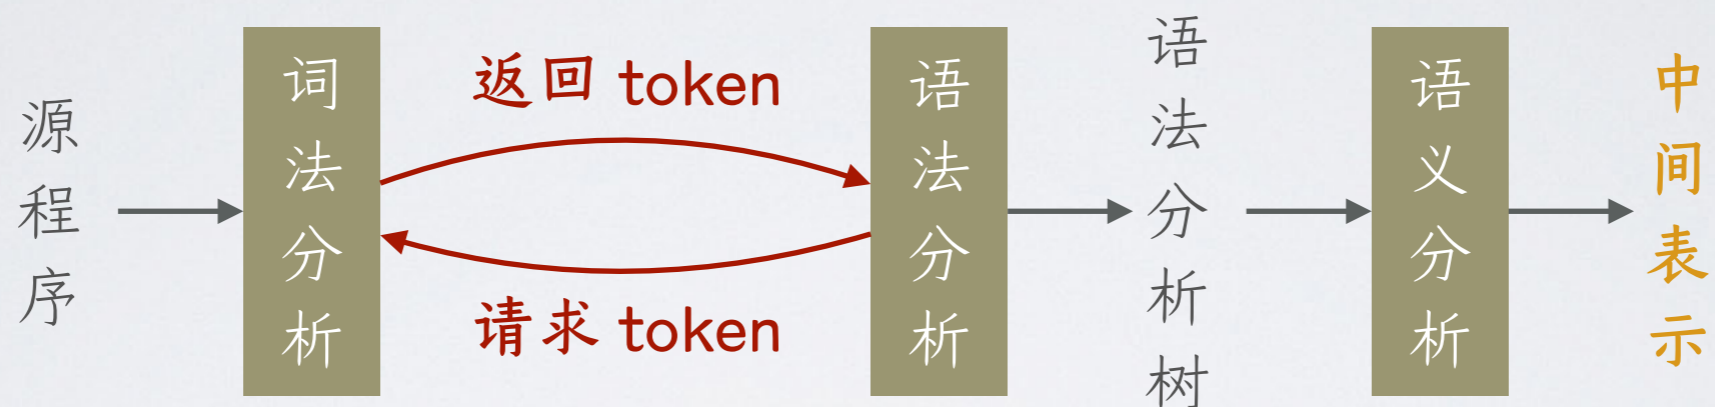 源程序
词法分析
返回 token
请求 token
语法分析
语法分析树
语义分析
中间表示